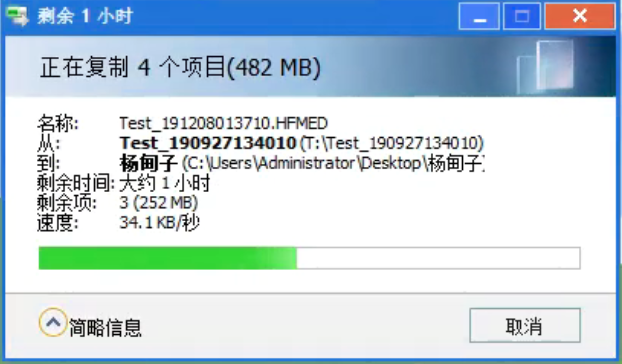 剩余 1 小时
正在复制 4 个项目(482 MB)
名称: Test_191208013710.HFMED
从: Test_190927134010 (T:\Test_190927134010)
到: 杨甸子 (C:\Users\Administrator\Desktop\杨甸子)
剩余时间: 大约 1 小时
剩余项: 3 (252 MB)
速度: 34.1 KB/秒
简略信息
取消